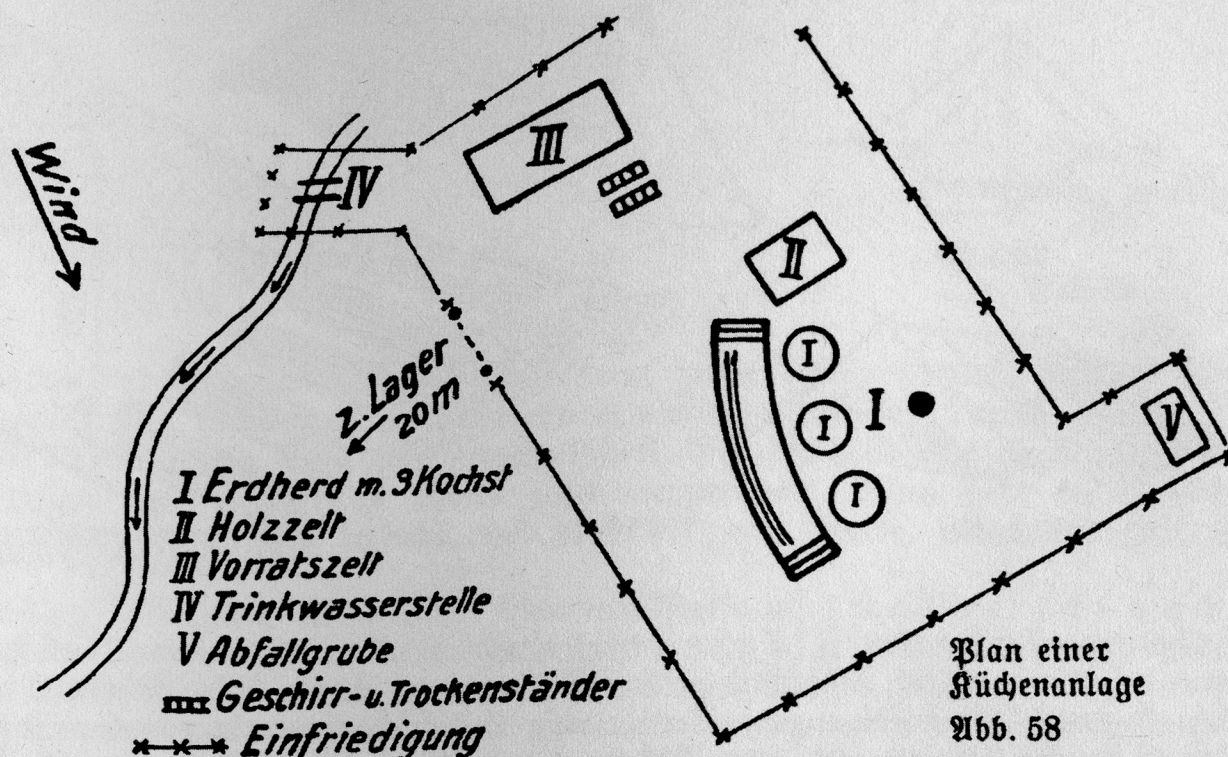 Wind
III
IV
II
I
I
I
I
V
z. Lager
20 m
I Erdherd m. 3 Kochst
II Holzzelt
III Vorratszelt
IV Trinkwasserstelle
V Abfallgrube
Geschirr- u. Trockenständer
Einfriedigung
Plan einer
Küchenanlage
Abb. 58